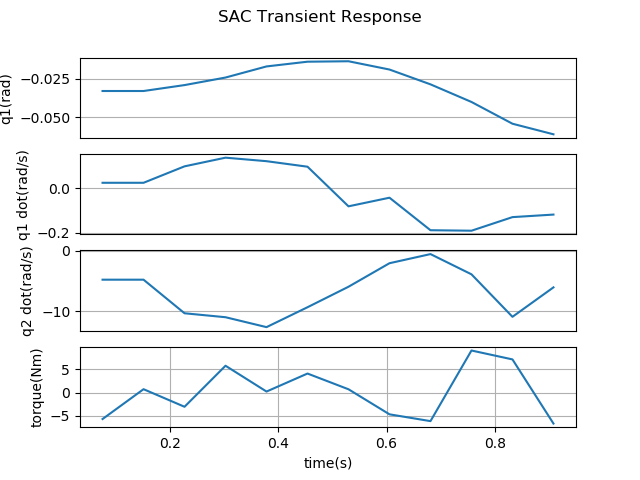 SAC Transient Response
q1(rad)
−0.025
−0.050
q1 dot(rad/s)
0.0
−0.2
q2 dot(rad/s)
0
−10
torque(Nm)
5
0
−5
0.2 0.4 0.6 0.8
time(s)